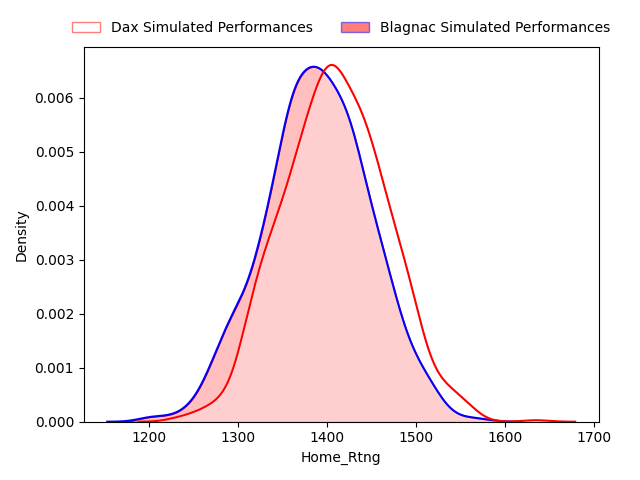 Dax Simulated Performances
Blagnac Simulated Performances
0.006
0.005
0.004
0.003
0.002
0.001
0.000
Density
1200 1300 1400 1500 1600 1700
Home_Rtng